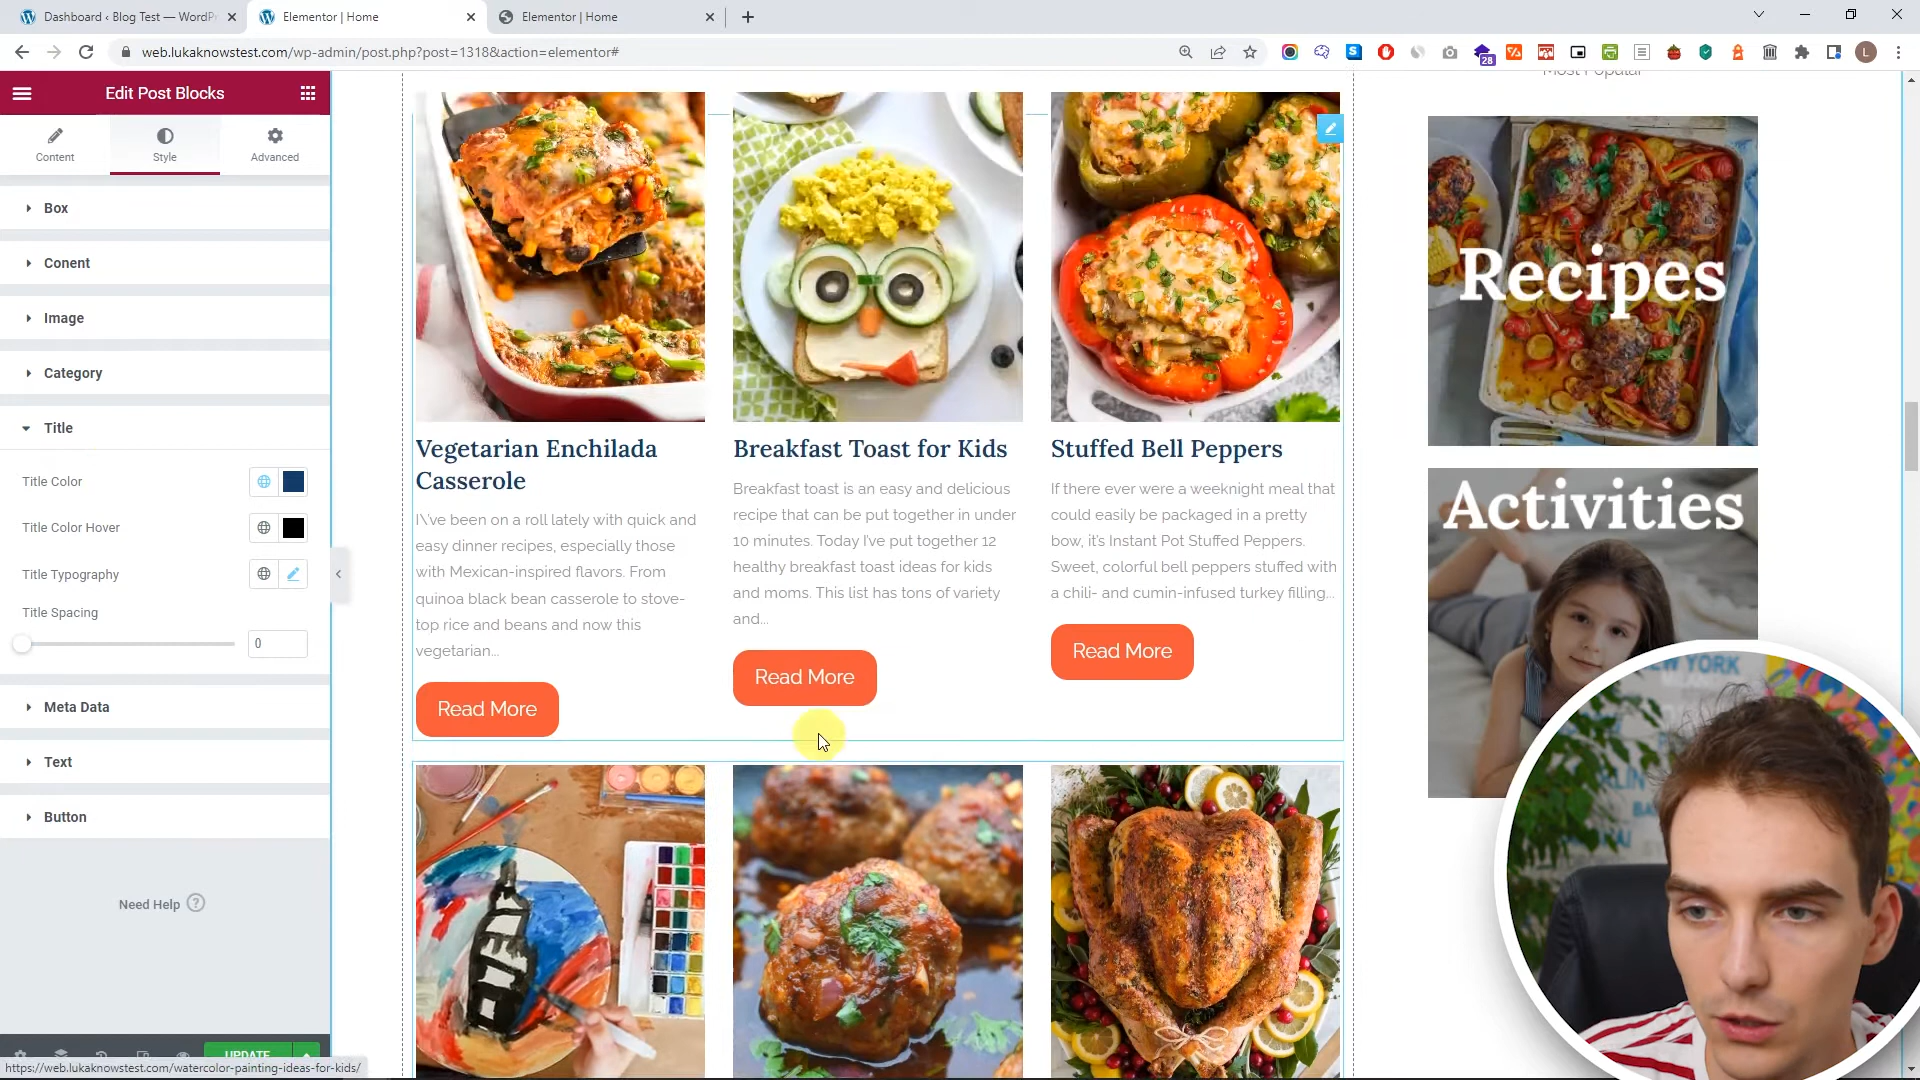 Dashboard ‹ Blog Test — WordPr
Elementor | Home
Elementor | Home
web.lukaknowstest.com/wp-admin/post.php?post=1318&action=elementor#
28
L
Edit Post Blocks
Content
Style
Advanced
Box
Conent
Image
Category
Title
Title Color
Title Color Hover
Title Typography
Title Spacing
0
Meta Data
Text
Button
Need Help
UPDATE
https://web.lukaknowstest.com/watercolor-painting-ideas-for-kids/
Vegetarian Enchilada
Casserole
I\'ve been on a roll lately with quick and
easy dinner recipes, especially those
with Mexican-inspired flavors. From
quinoa black bean casserole to stove-
top rice and beans and now this
vegetarian...
Read More
Breakfast Toast for Kids
Breakfast toast is an easy and delicious
recipe that can be put together in under
10 minutes. Today I've put together 12
healthy breakfast toast ideas for kids
and moms. This list has tons of variety
and...
Read More
Stuffed Bell Peppers
If there ever were a weeknight meal that
could easily be packaged in a pretty
bow, it's Instant Pot Stuffed Peppers.
Sweet, colorful bell peppers stuffed with
a chili- and cumin-infused turkey filling...
Read More
Most Popular
Recipes
Activities
NEW YORK